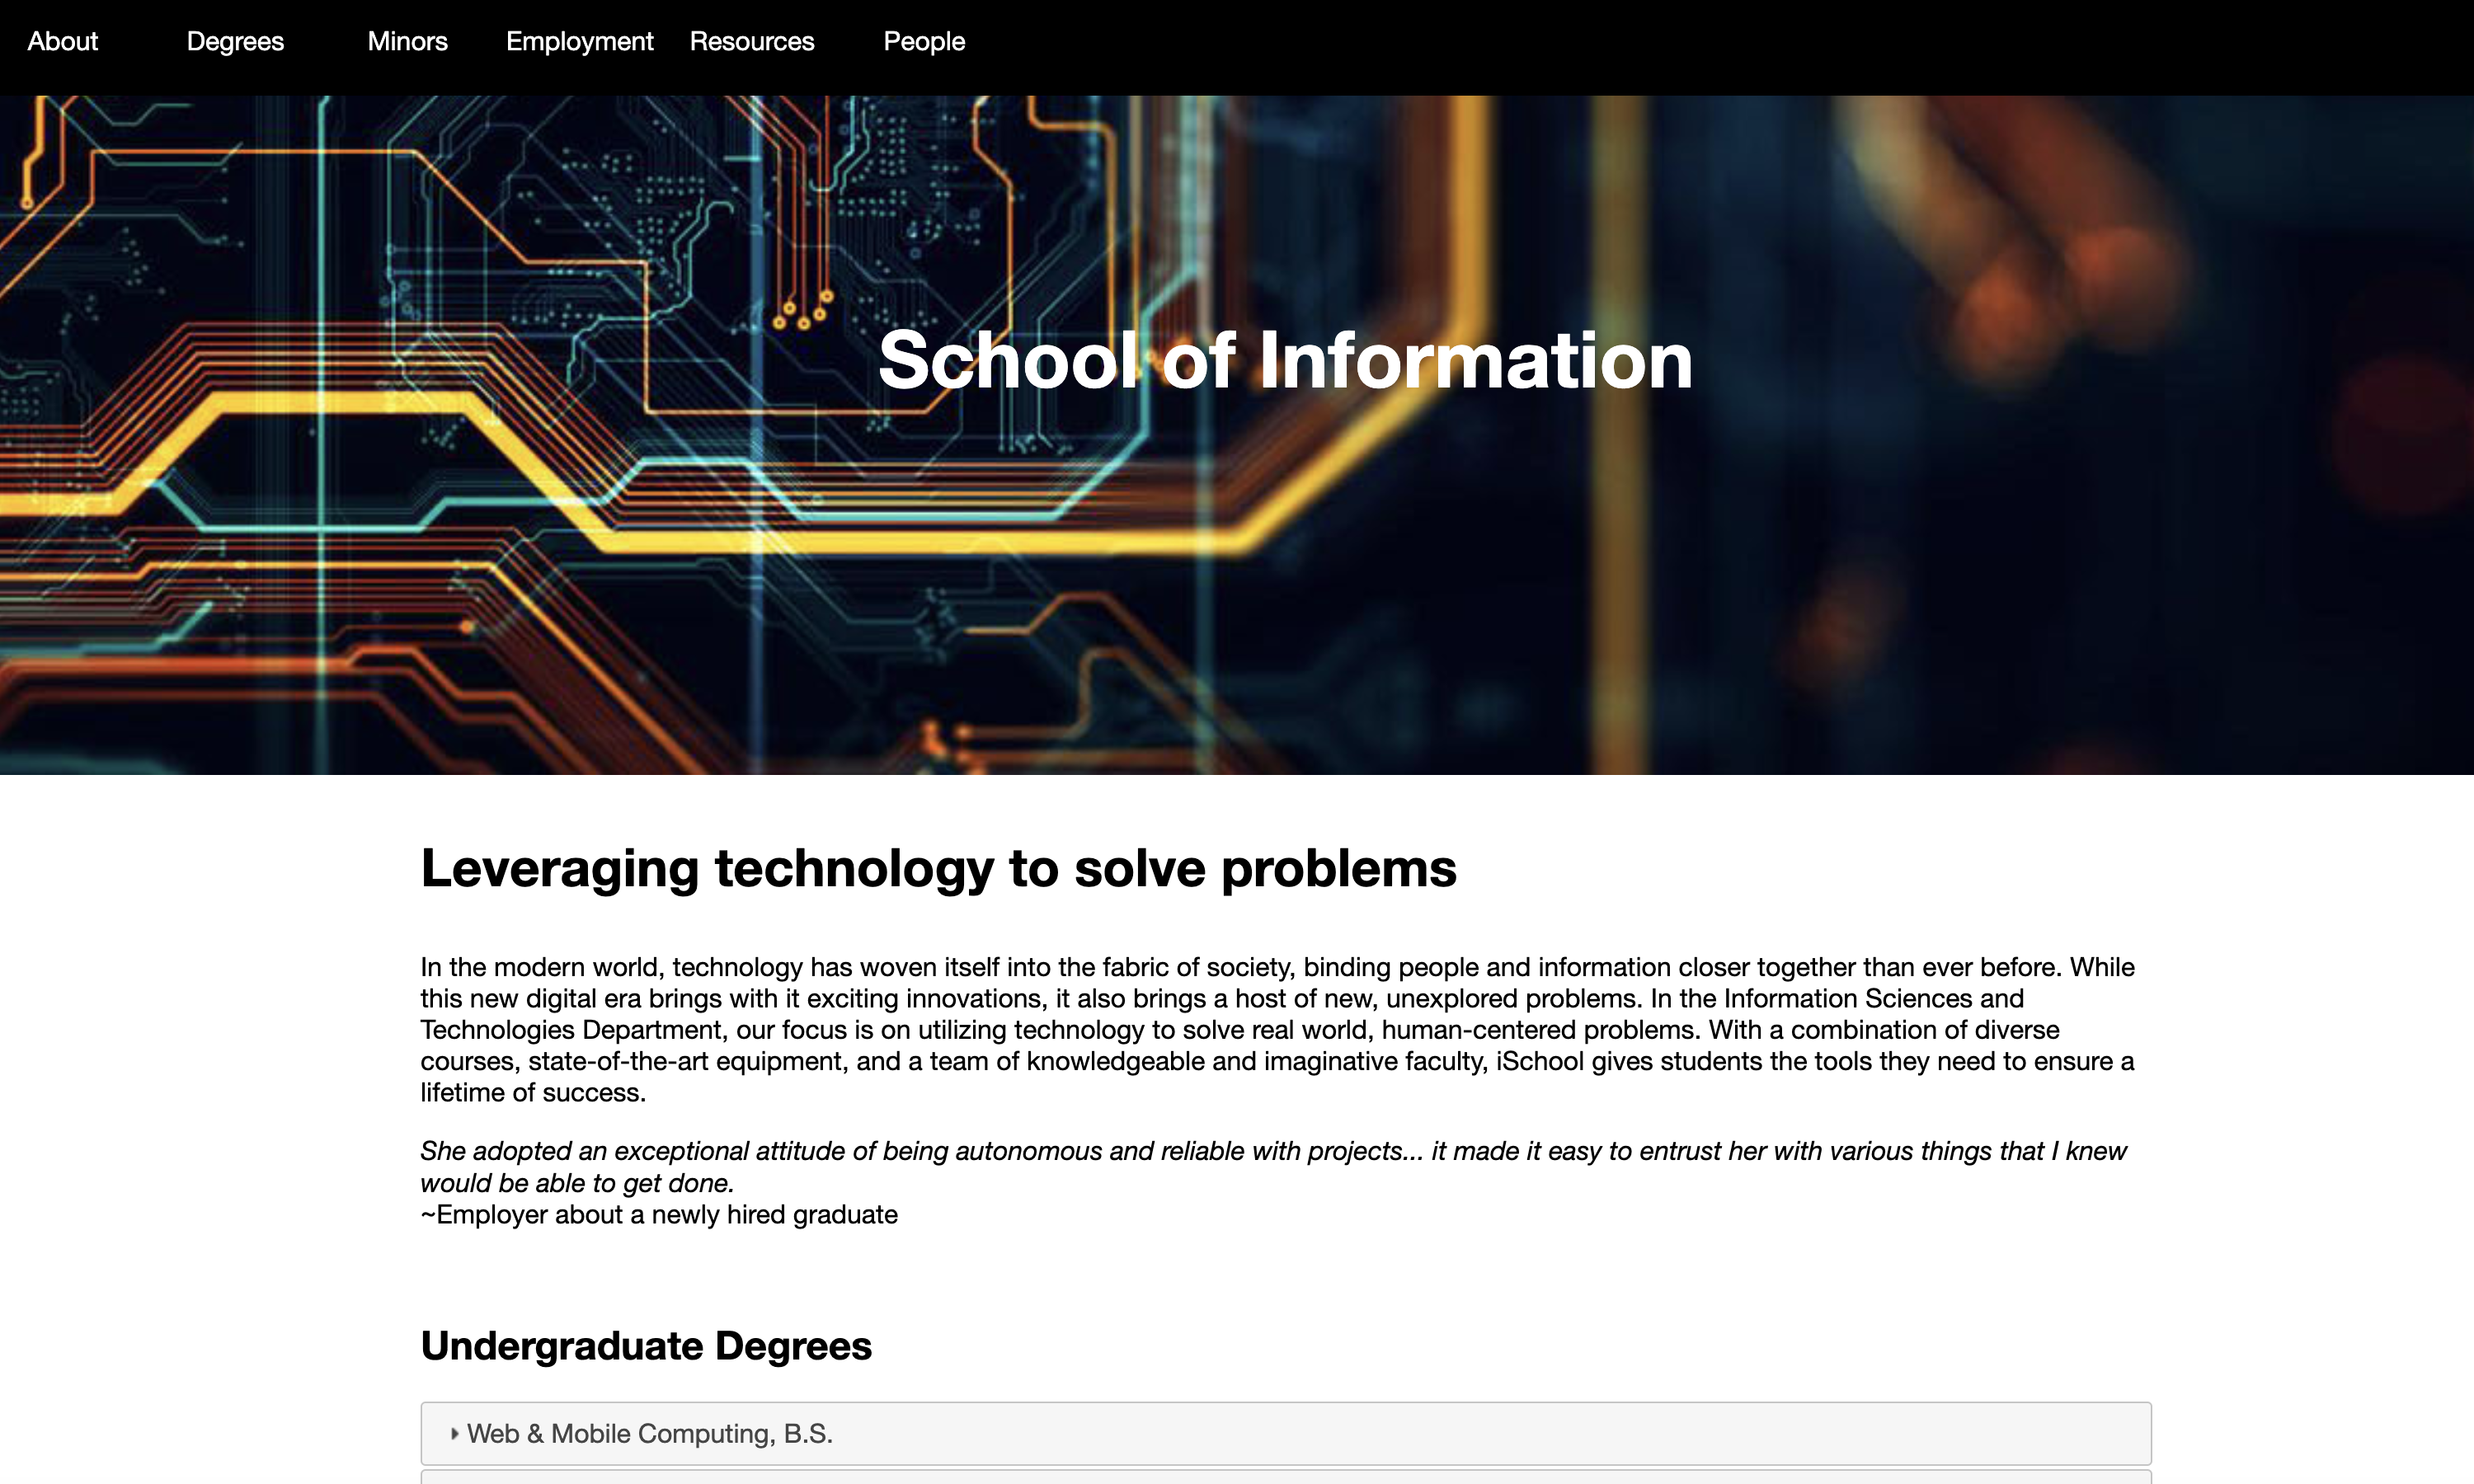 About Degrees Minors Employment Resources People
School of Information
Leveraging technology to solve problems
In the modern world, technology has woven itself into the fabric of society, binding people and information closer together than ever before. While
this new digital era brings with it exciting innovations, it also brings a host of new, unexplored problems. In the Information Sciences and
Technologies Department, our focus is on utilizing technology to solve real world, human-centered problems. With a combination of diverse
courses, state-of-the-art equipment, and a team of knowledgeable and imaginative faculty, iSchool gives students the tools they need to ensure a
lifetime of success.
She adopted an exceptional attitude of being autonomous and reliable with projects... it made it easy to entrust her with various things that I knew
would be able to get done.
~Employer about a newly hired graduate
Undergraduate Degrees
Web & Mobile Computing, B.S.